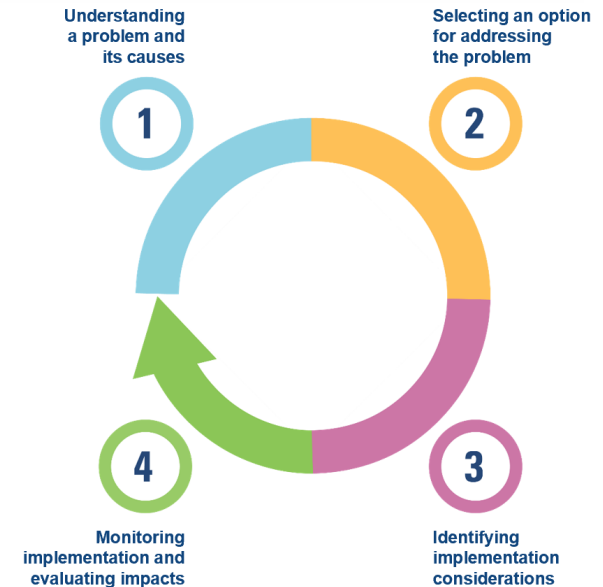 Understanding
a problem and
its causes
1
Selecting an option
for addressing
the problem
2
3
Identifying
implementation
considerations
4
Monitoring
implementation and
evaluating impacts